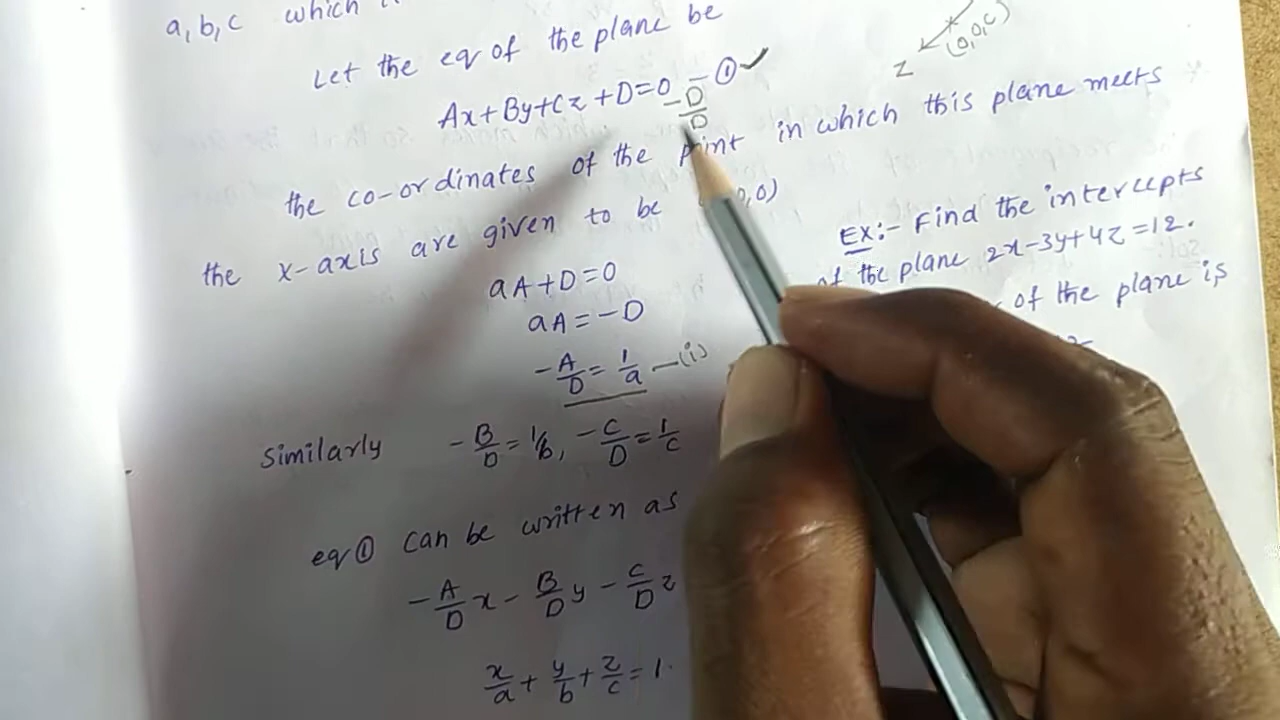 a, b, c which
Let the eq of the plane be
Ax+By+Cz+D=0 -①✓
-D/D
the co-ordinates of the point in which this plane meets
the x-axis are given to be ,0)
aA+D=0
aA=-D
-A/D=1/a -(i)
Similarly -B/D=1/b, -C/D=1/c
eq① can be written as
-A/D x - B/D y - C/D z
x/a + y/b + z/c = 1.
Z
(0,0,c)
EX:- Find the intercepts
of the plane 2x-3y+4z=12.
of the plane is